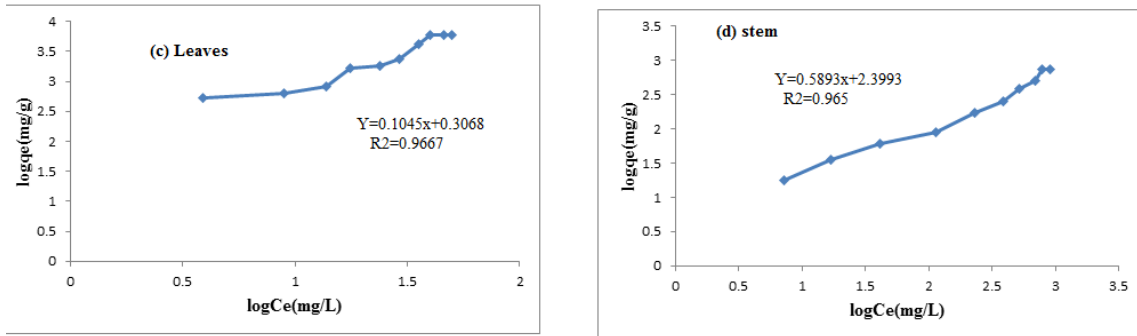 (c) Leaves
logqe(mg/g)
4
3.5
3
2.5
2
1.5
1
0.5
0
Y=0.1045x+0.3068
R2=0.9667
0 0.5 1 1.5 2
logCe(mg/L)
(d) stem
logqe(mg/g)
3.5
3
2.5
2
1.5
1
0.5
0
Y=0.5893x+2.3993
R2=0.965
0 0.5 1 1.5 2 2.5 3 3.5
logCe(mg/L)